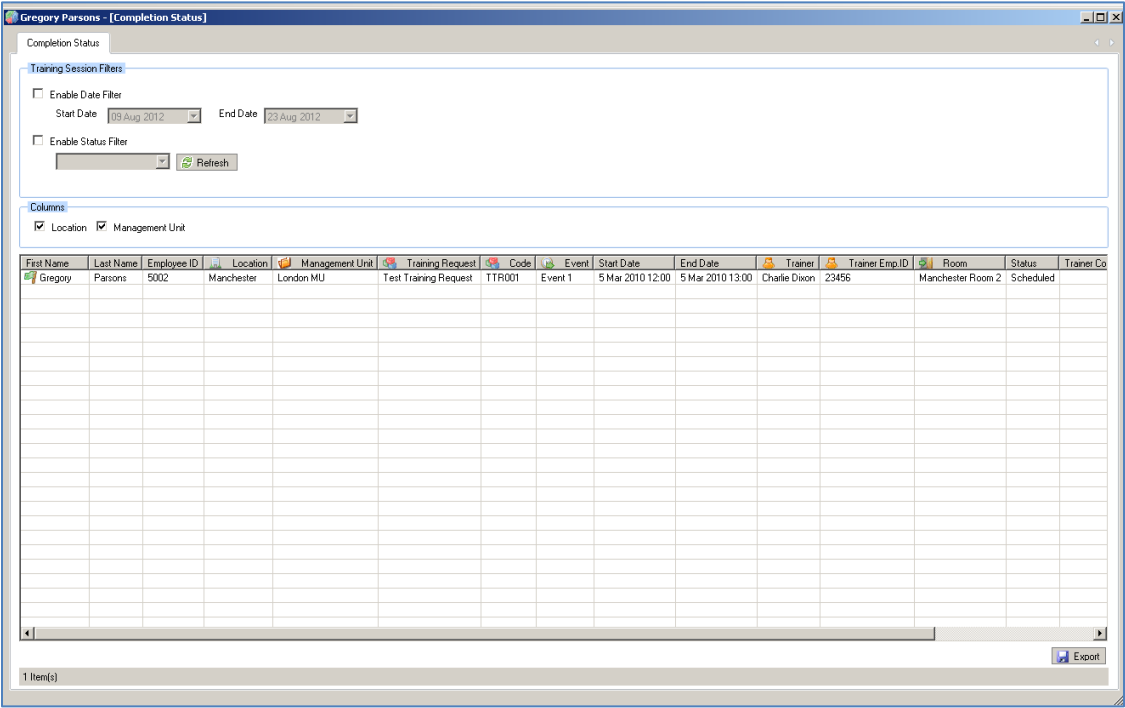 Gregory Parsons - [Completion Status]
Completion Status
Training Session Filters
Enable Date Filter
Start Date 09 Aug 2012 End Date 23 Aug 2012
Enable Status Filter
Refresh
Columns
Location Management Unit
First Name Last Name Employee ID Location Management Unit Training Request Code Event Start Date End Date Trainer Trainer Emp.ID Room Status Trainer Co
Gregory Parsons 5002 Manchester London MU Test Training Request TTR001 Event 1 5 Mar 2010 12:00 5 Mar 2010 13:00 Charlie Dixon 23456 Manchester Room 2 Scheduled
Export
1 Item(s)